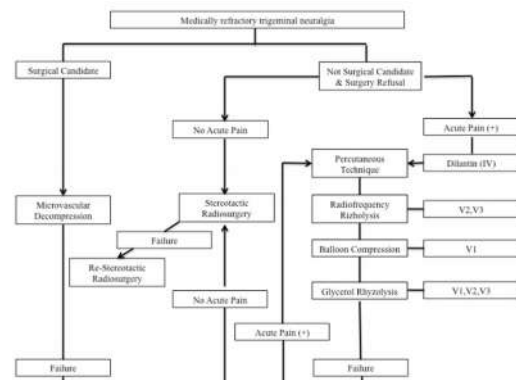 Medically refractory trigeminal neuralgia
Surgical Candidate
Not Surgical Candidate
& Surgery Refusal
No Acute Pain
Acute Pain (+)
Percutaneous
Technique
Dilantin (IV)
Microvascular
Decompression
Stereotactic
Radiosurgery
Radiofrequency
Rizholysis
V2,V3
Failure
Balloon Compression
V1
Re-Stereotactic
Radiosurgery
Glycerol Rhyzolysis
V1,V2,V3
No Acute Pain
Acute Pain (+)
Failure
Failure